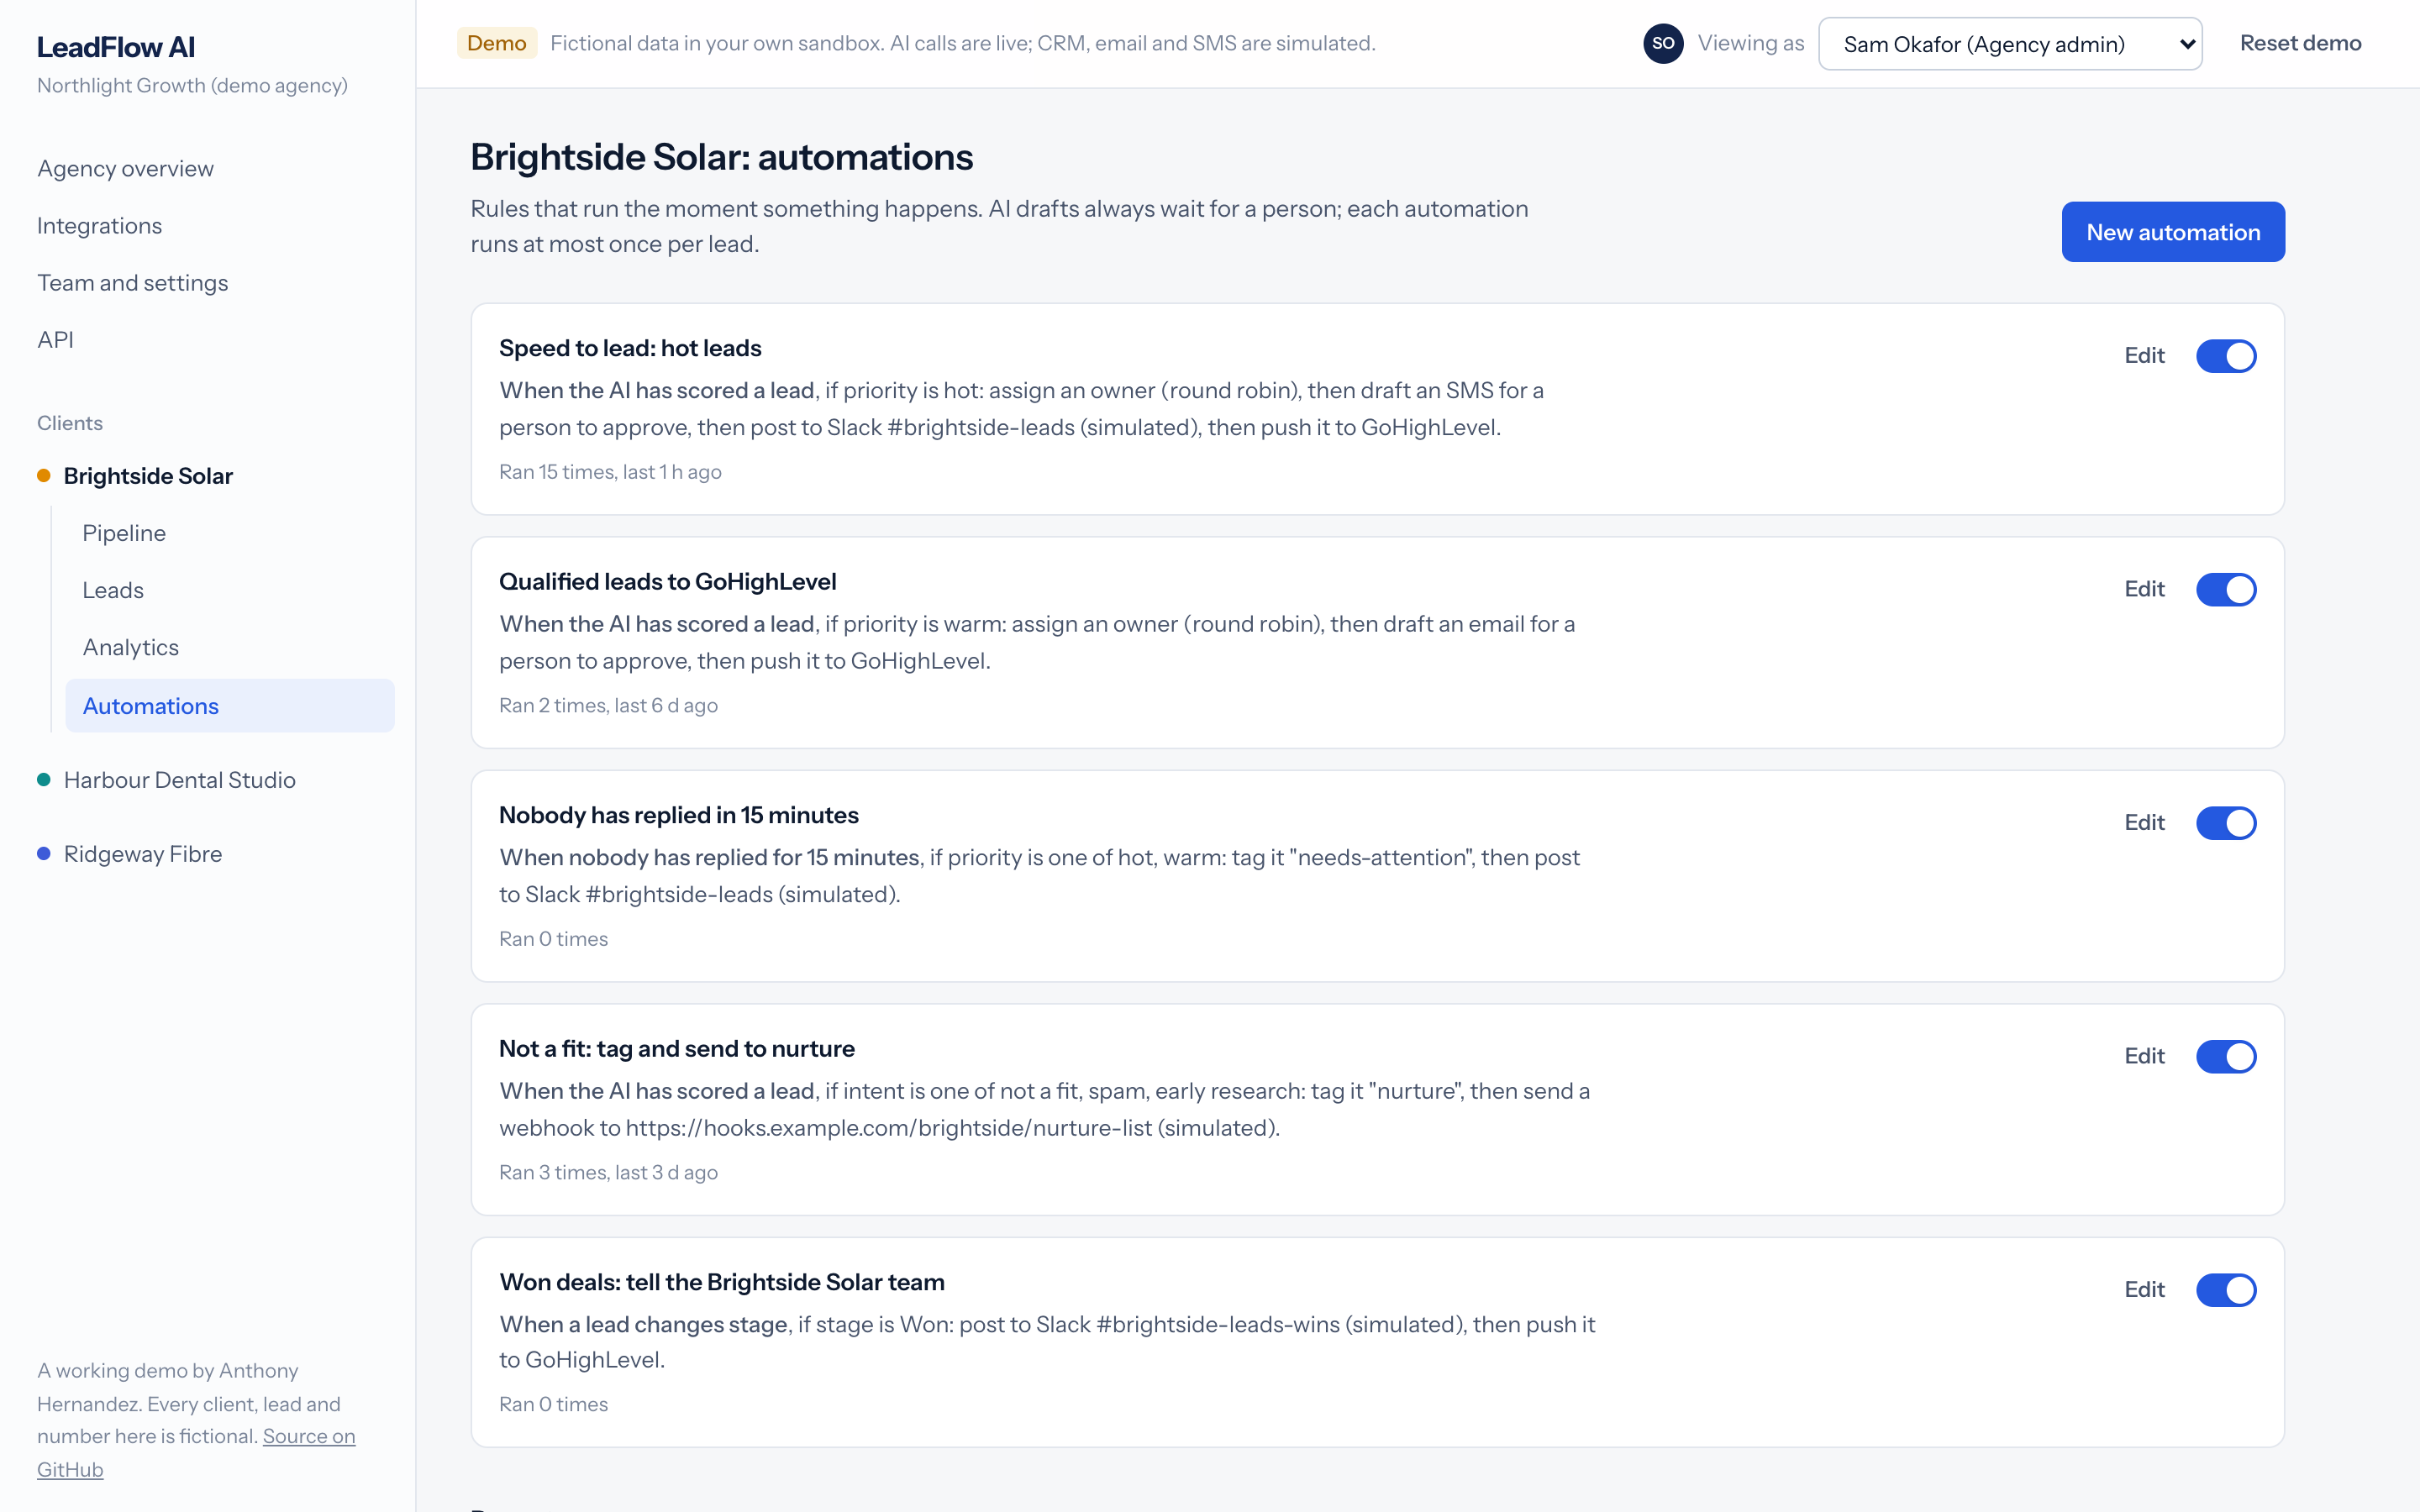 LeadFlow AI
Northlight Growth (demo agency)
Agency overview
Integrations
Team and settings
API
Clients
Brightside Solar
Pipeline
Leads
Analytics
Automations
Harbour Dental Studio
Ridgeway Fibre
A working demo by Anthony
Hernandez. Every client, lead and
number here is fictional. Source on
GitHub
Demo Fictional data in your own sandbox. AI calls are live; CRM, email and SMS are simulated.
SO Viewing as Sam Okafor (Agency admin) Reset demo
Brightside Solar: automations
Rules that run the moment something happens. AI drafts always wait for a person; each automation
runs at most once per lead.
New automation
Speed to lead: hot leads
Edit
When the AI has scored a lead, if priority is hot: assign an owner (round robin), then draft an SMS for a
person to approve, then post to Slack #brightside-leads (simulated), then push it to GoHighLevel.
Ran 15 times, last 1 h ago
Qualified leads to GoHighLevel
Edit
When the AI has scored a lead, if priority is warm: assign an owner (round robin), then draft an email for a
person to approve, then push it to GoHighLevel.
Ran 2 times, last 6 d ago
Nobody has replied in 15 minutes
Edit
When nobody has replied for 15 minutes, if priority is one of hot, warm: tag it "needs-attention", then post
to Slack #brightside-leads (simulated).
Ran 0 times
Not a fit: tag and send to nurture
Edit
When the AI has scored a lead, if intent is one of not a fit, spam, early research: tag it "nurture", then send a
webhook to https://hooks.example.com/brightside/nurture-list (simulated).
Ran 3 times, last 3 d ago
Won deals: tell the Brightside Solar team
Edit
When a lead changes stage, if stage is Won: post to Slack #brightside-leads-wins (simulated), then push it
to GoHighLevel.
Ran 0 times